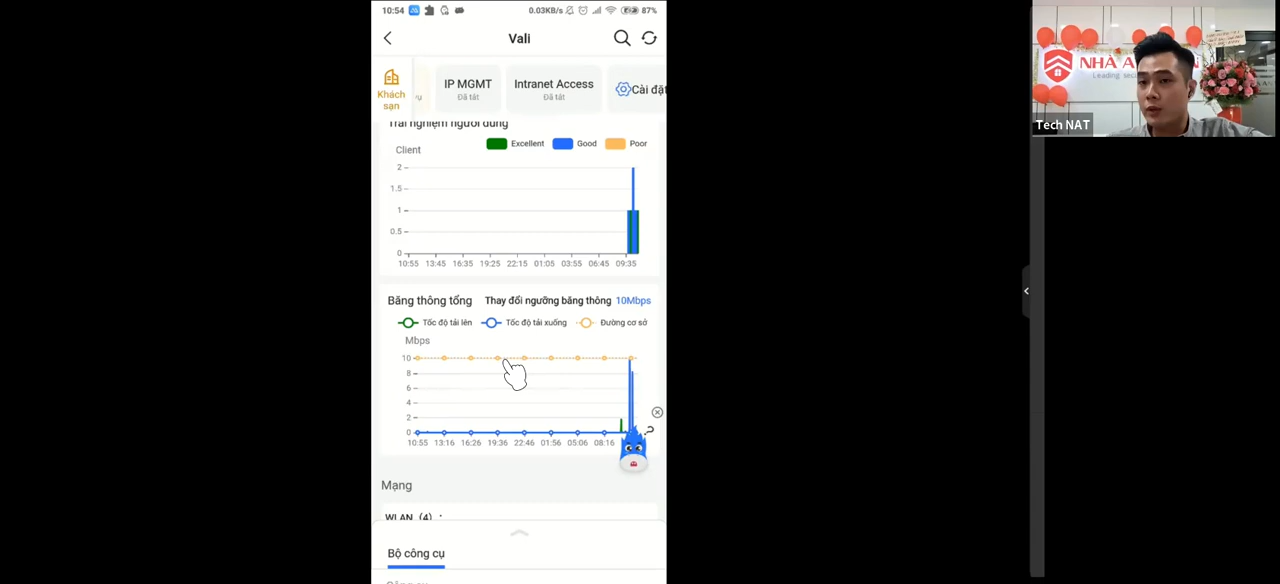 10:54
0.03KB/s
87%
Vali
Khách
sạn
IP MGMT
Đã tắt
Intranet Access
Đã tắt
Cài đặt
Trải nghiệm người dùng
Client
Excellent
Good
Poor
2
1.5
1
0.5
0
10:55 13:45 16:35 19:25 22:15 01:05 03:55 06:45 09:35
Băng thông tổng
Thay đổi ngưỡng băng thông 10Mbps
Tốc độ tải lên
Tốc độ tải xuống
Đường cơ sở
Mbps
10
8
6
4
2
0
10:55 13:16 16:26 19:36 22:46 01:56 05:06 08:16
Mạng
WLAN (4)
Bộ công cụ
NHÀ A
Leading
Tech NAT